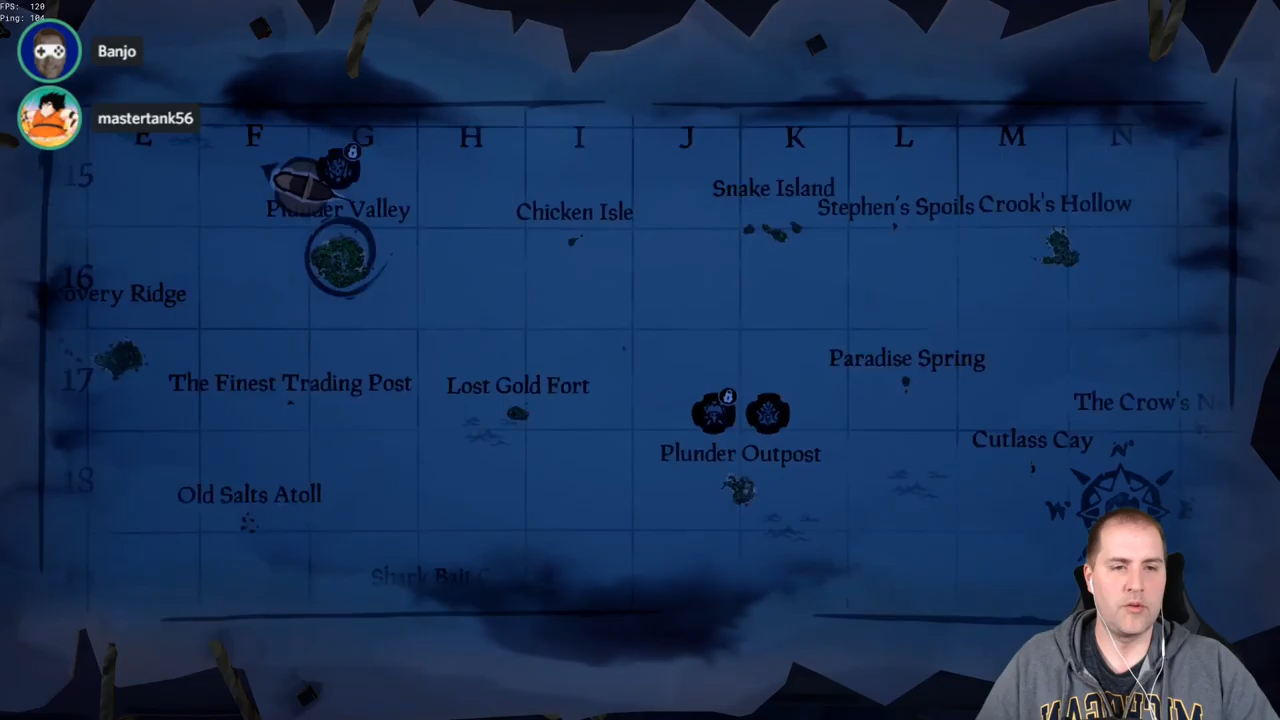 FPS: 120
Ping: 104
Banjo
mastertank56
E F G H I J K L M N
15
Snake Island
Stephen's Spoils
Crook's Hollow
Chicken Isle
Valley
16
overy Ridge
Paradise Spring
17
The Finest Trading Post
Lost Gold Fort
The Crow's N
Cutlass Cay
Plunder Outpost
N
18
Old Salts Atoll
W
E
Shark Bait C